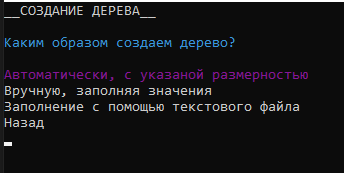 __СОЗДАНИЕ ДЕРЕВА__
Каким образом создаем дерево?
Автоматически, с указаной размерностью
Вручную, заполняя значения
Заполнение с помощью текстового файла
Назад